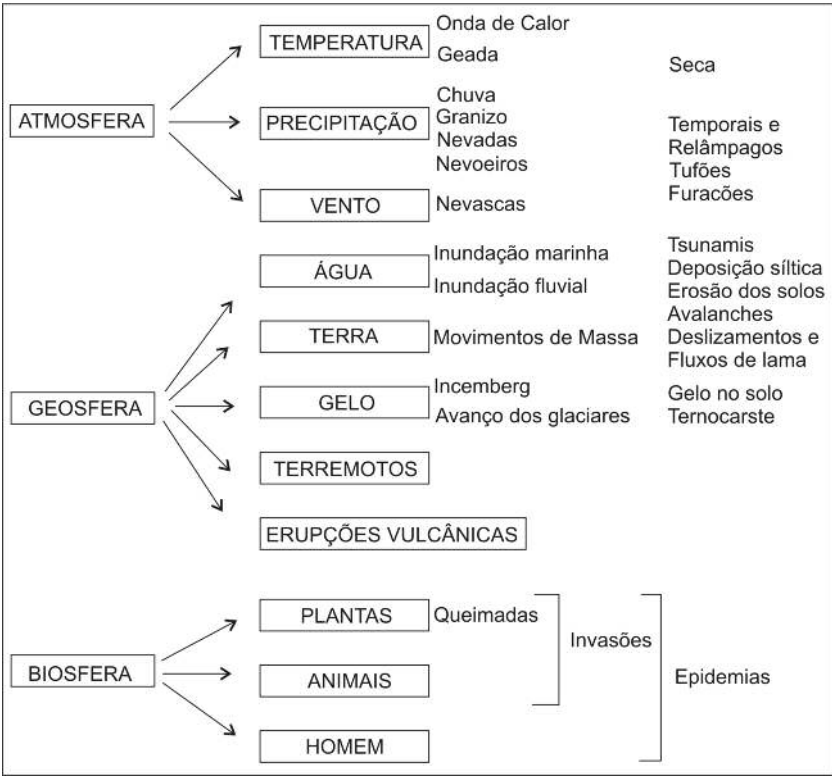 ATMOSFERA
TEMPERATURA
Onda de Calor
Geada
Seca
PRECIPITAÇÃO
Chuva
Granizo
Nevadas
Nevoeiros
Temporais e
Relâmpagos
Tufões
Furacões
VENTO
Nevascas
GEOSFERA
ÁGUA
Inundação marinha
Inundação fluvial
Tsunamis
Deposição síltica
Erosão dos solos
Avalanches
Deslizamentos e
Fluxos de lama
TERRA
Movimentos de Massa
GELO
Incemberg
Avanço dos glaciares
Gelo no solo
Ternocarste
TERREMOTOS
ERUPÇÕES VULCÂNICAS
BIOSFERA
PLANTAS
Queimadas
Invasões
Epidemias
ANIMAIS
HOMEM